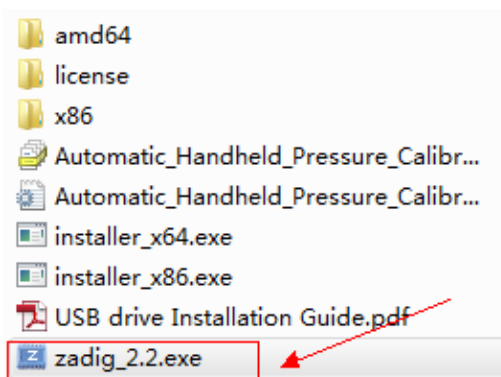 amd64
license
x86
Automatic_Handheld_Pressure_Calibr...
Automatic_Handheld_Pressure_Calibr...
installer_x64.exe
installer_x86.exe
USB drive Installation Guide.pdf
zadig_2.2.exe